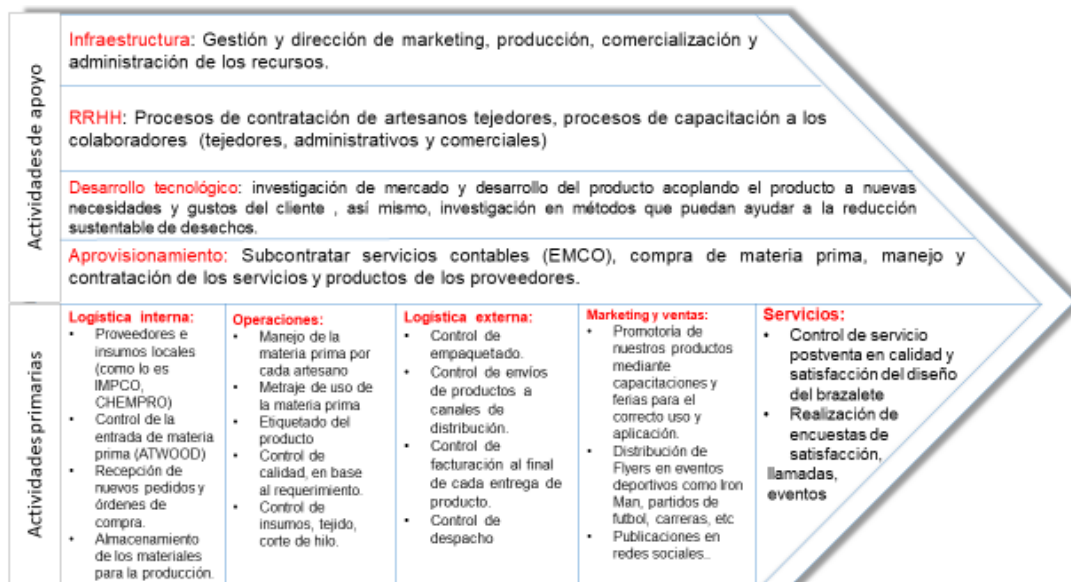 Actividades de apoyo
Infraestructura: Gestión y dirección de marketing, producción, comercialización y
administración de los recursos.
RRHH: Procesos de contratación de artesanos tejedores, procesos de capacitación a los
colaboradores (tejedores, administrativos y comerciales)
Desarrollo tecnológico: investigación de mercado y desarrollo del producto acoplando el producto a nuevas
necesidades y gustos del cliente , así mismo, investigación en métodos que puedan ayudar a la reducción
sustentable de desechos.
Aprovisionamiento: Subcontratar servicios contables (EMCO), compra de materia prima, manejo y
contratación de los servicios y productos de los proveedores.
Actividades primarias
Logística interna:
• Proveedores e
insumos locales
(como lo es
IMPCO,
CHEMPRO)
• Control de la
entrada de materia
prima (ATWOOD)
• Recepción de
nuevos pedidos y
órdenes de
compra.
• Almacenamiento
de los materiales
para la producción.
Operaciones:
• Manejo de la
materia prima por
cada artesano
• Metraje de uso de
la materia prima
• Etiquetado del
producto
• Control de
calidad, en base
al requerimiento.
• Control de
insumos, tejido,
corte de hilo.
Logística externa:
• Control de
empaquetado.
• Control de envíos
de productos a
canales de
distribución.
• Control de
facturación al final
de cada entrega de
producto.
• Control de
despacho
Marketing y ventas:
• Promotoría de
nuestros productos
mediante
capacitaciones y
ferias para el
correcto uso y
aplicación.
• Distribución de
Flyers en eventos
deportivos como Iron
Man, partidos de
futbol, carreras, etc
• Publicaciones en
redes sociales..
Servicios:
• Control de servicio
postventa en calidad y
satisfacción del diseño
del brazalete
• Realización de
encuestas de
satisfacción,
llamadas,
eventos